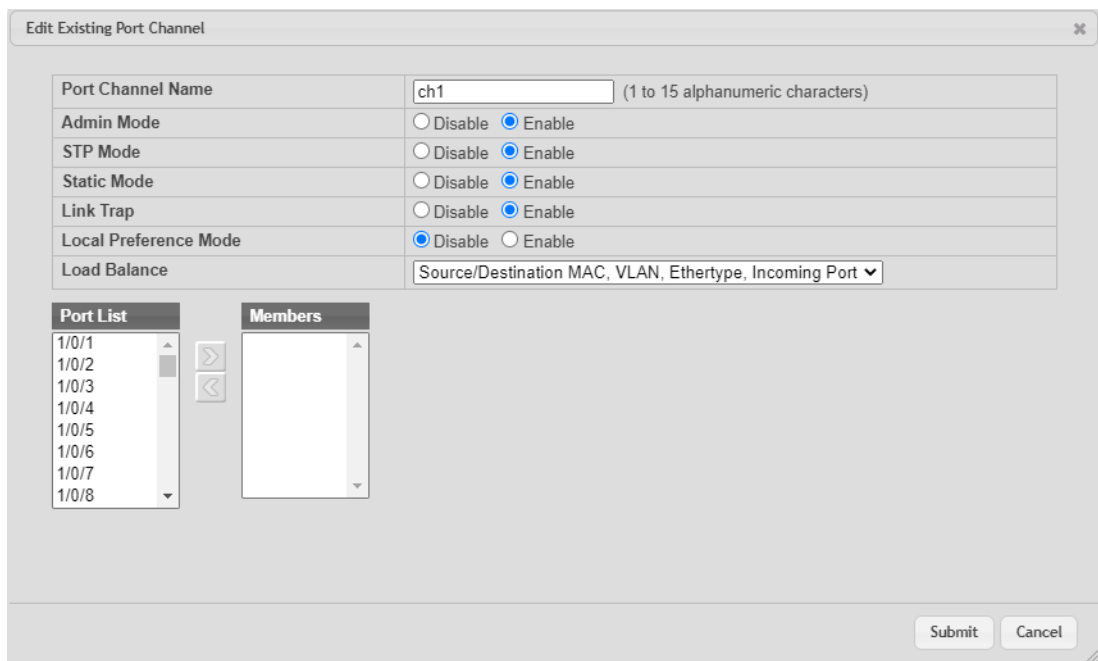 Edit Existing Port Channel
Port Channel Name ch1 (1 to 15 alphanumeric characters)
Admin Mode Disable Enable
STP Mode Disable Enable
Static Mode Disable Enable
Link Trap Disable Enable
Local Preference Mode Disable Enable
Load Balance Source/Destination MAC, VLAN, Ethertype, Incoming Port
Port List Members
1/0/1
1/0/2
1/0/3
1/0/4
1/0/5
1/0/6
1/0/7
1/0/8
Submit Cancel